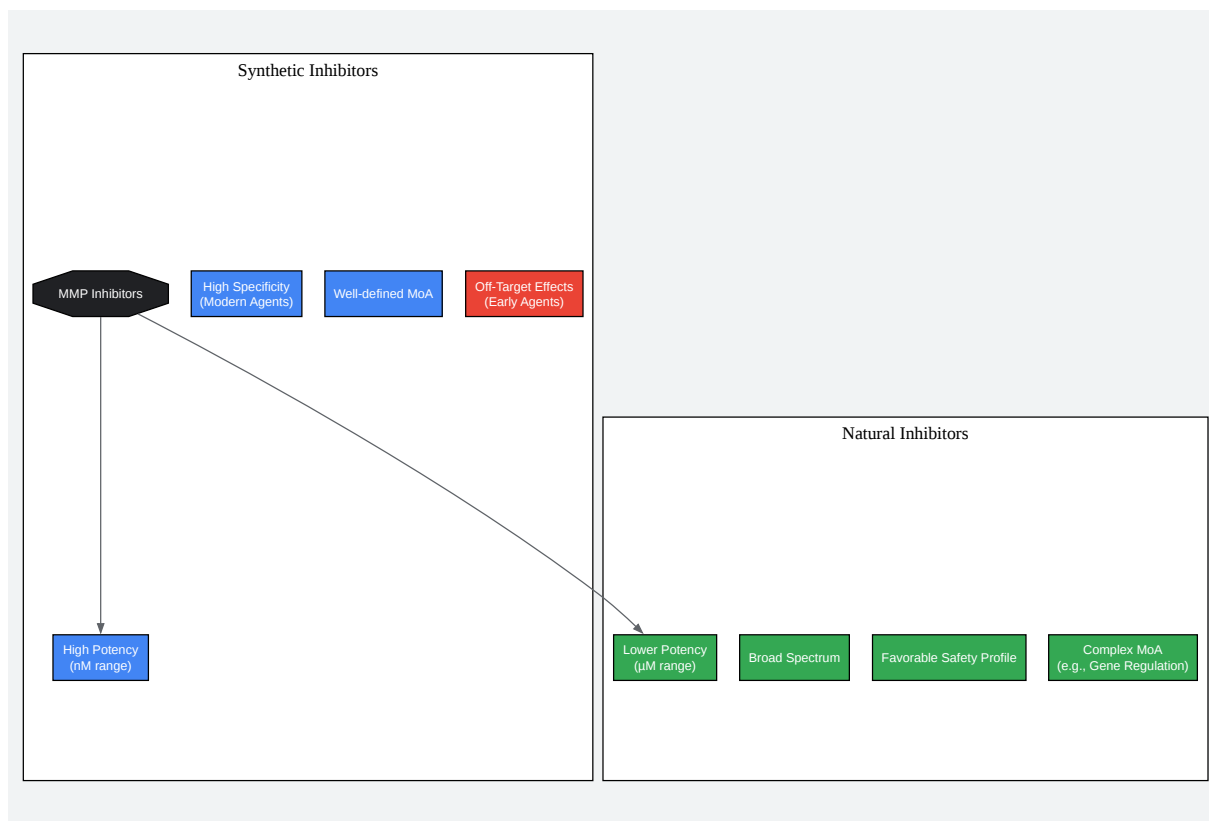 Synthetic Inhibitors
MMP Inhibitors
High Specificity
(Modern Agents)
Well-defined MoA
Off-Target Effects
(Early Agents)
High Potency
(nM range)
Natural Inhibitors
Lower Potency
(µM range)
Broad Spectrum
Favorable Safety Profile
Complex MoA
(e.g., Gene Regulation)